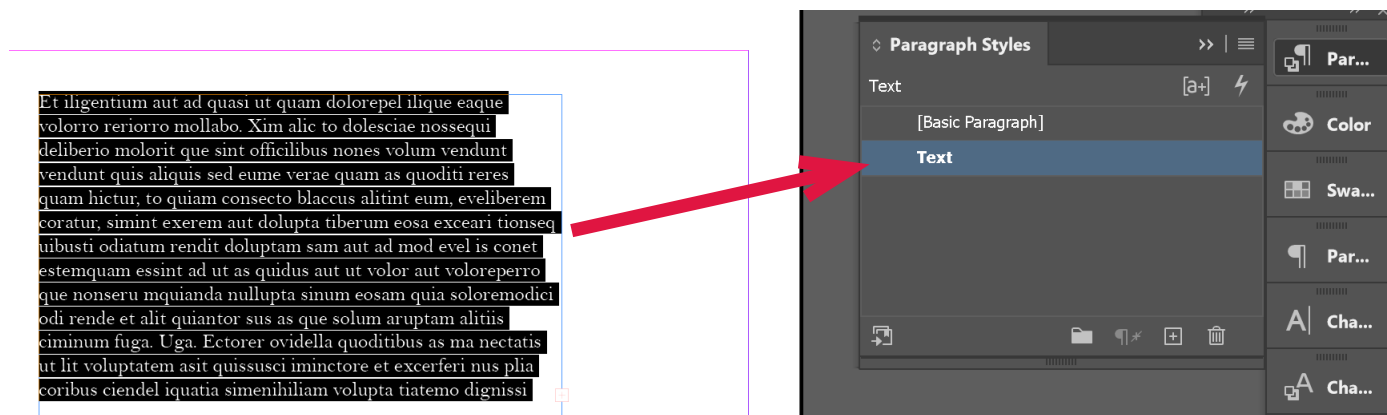 Et iligentium aut ad quasi ut quam dolorepel ilique eaque
volorro reriorro mollabo. Xim alic to dolesciae nossequi
deliberio molorit que sint officilibus nones volum vendunt
vendunt quis aliquis sed eume verae quam as quoditi reres
quam hictur, to quiam consecto blaccus alitint eum, eveliberem
coratur, simint exerem aut dolupta tiberum eosa exceari tionseq
uibusti odiatum rendit doluptam sam aut ad mod evel is conet
estemquam essint ad ut as quidus aut ut volor aut voloreperro
que nonseru mquianda nullupta sinum eosam quia soloremodici
odi rende et alit quiantor sus as que solum aruptam alitiis
ciminum fuga. Uga. Ectorer ovidella quoditibus as ma nectatis
ut lit voluptatem asit quissusci iminctore et excerferi nus plia
coribus ciendel iquatia simenihiliam volupta tiatemo dignissi
Paragraph Styles
Text
[a+]
[Basic Paragraph]
Text
Par...
Color
Swa...
Par...
Cha...
Cha...